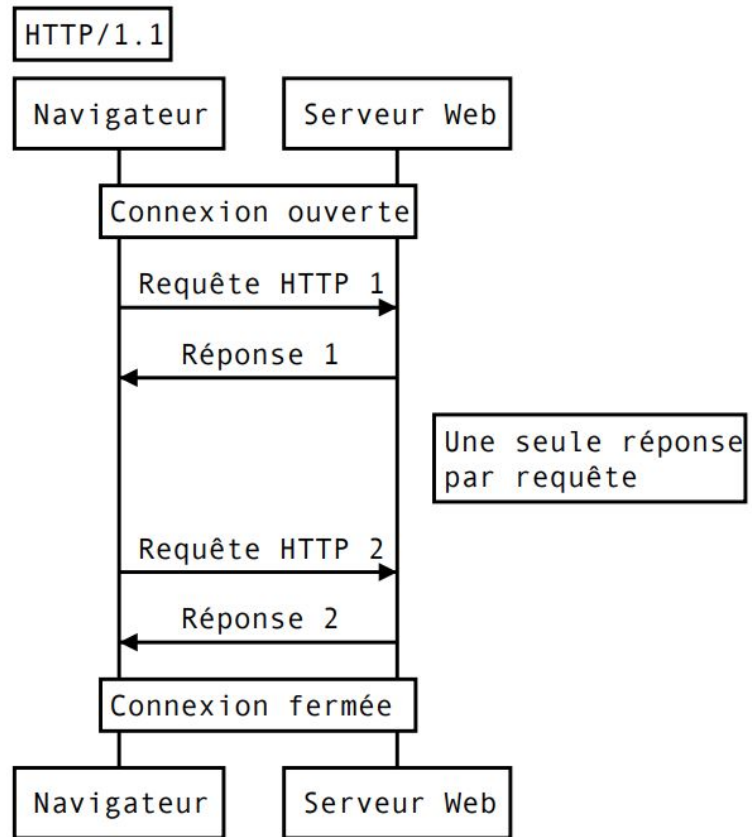 HTTP/1.1
Navigateur
Serveur Web
Connexion ouverte
Requête HTTP 1
Réponse 1
Une seule réponse
par requête
Requête HTTP 2
Réponse 2
Connexion fermée
Navigateur
Serveur Web